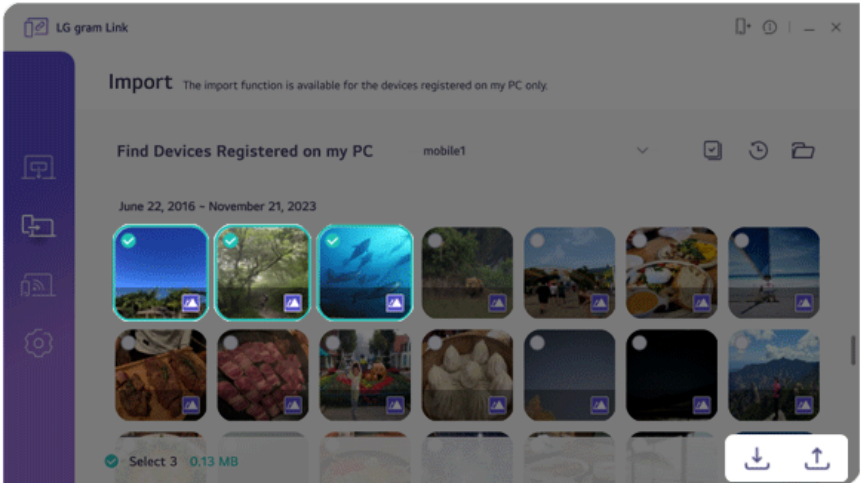 LG gram Link
Import The import function is available for the devices registered on my PC only.
Find Devices Registered on my PC mobile1
June 22, 2016 ~ November 21, 2023
Select 3 0.13 MB